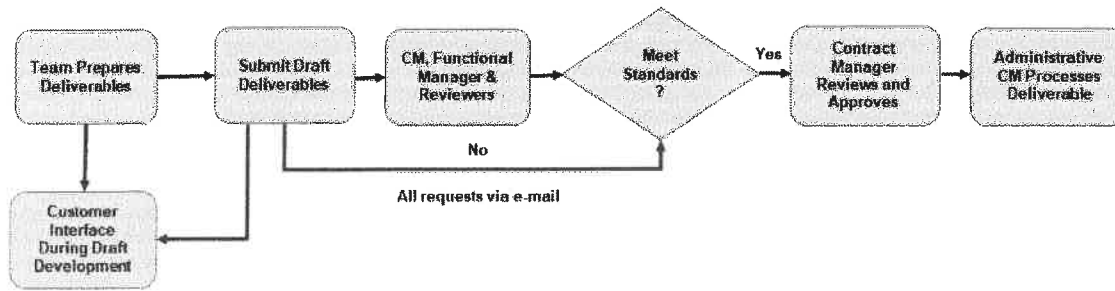 Team Prepares
Deliverables
Submit Draft
Deliverables
CM, Functional
Manager &
Reviewers
Meet
Standards
?
Yes
Contract
Manager
Reviews and
Approves
Administrative
CM Processes
Deliverable
No
All requests via e-mail
Customer
Interface
During Draft
Development